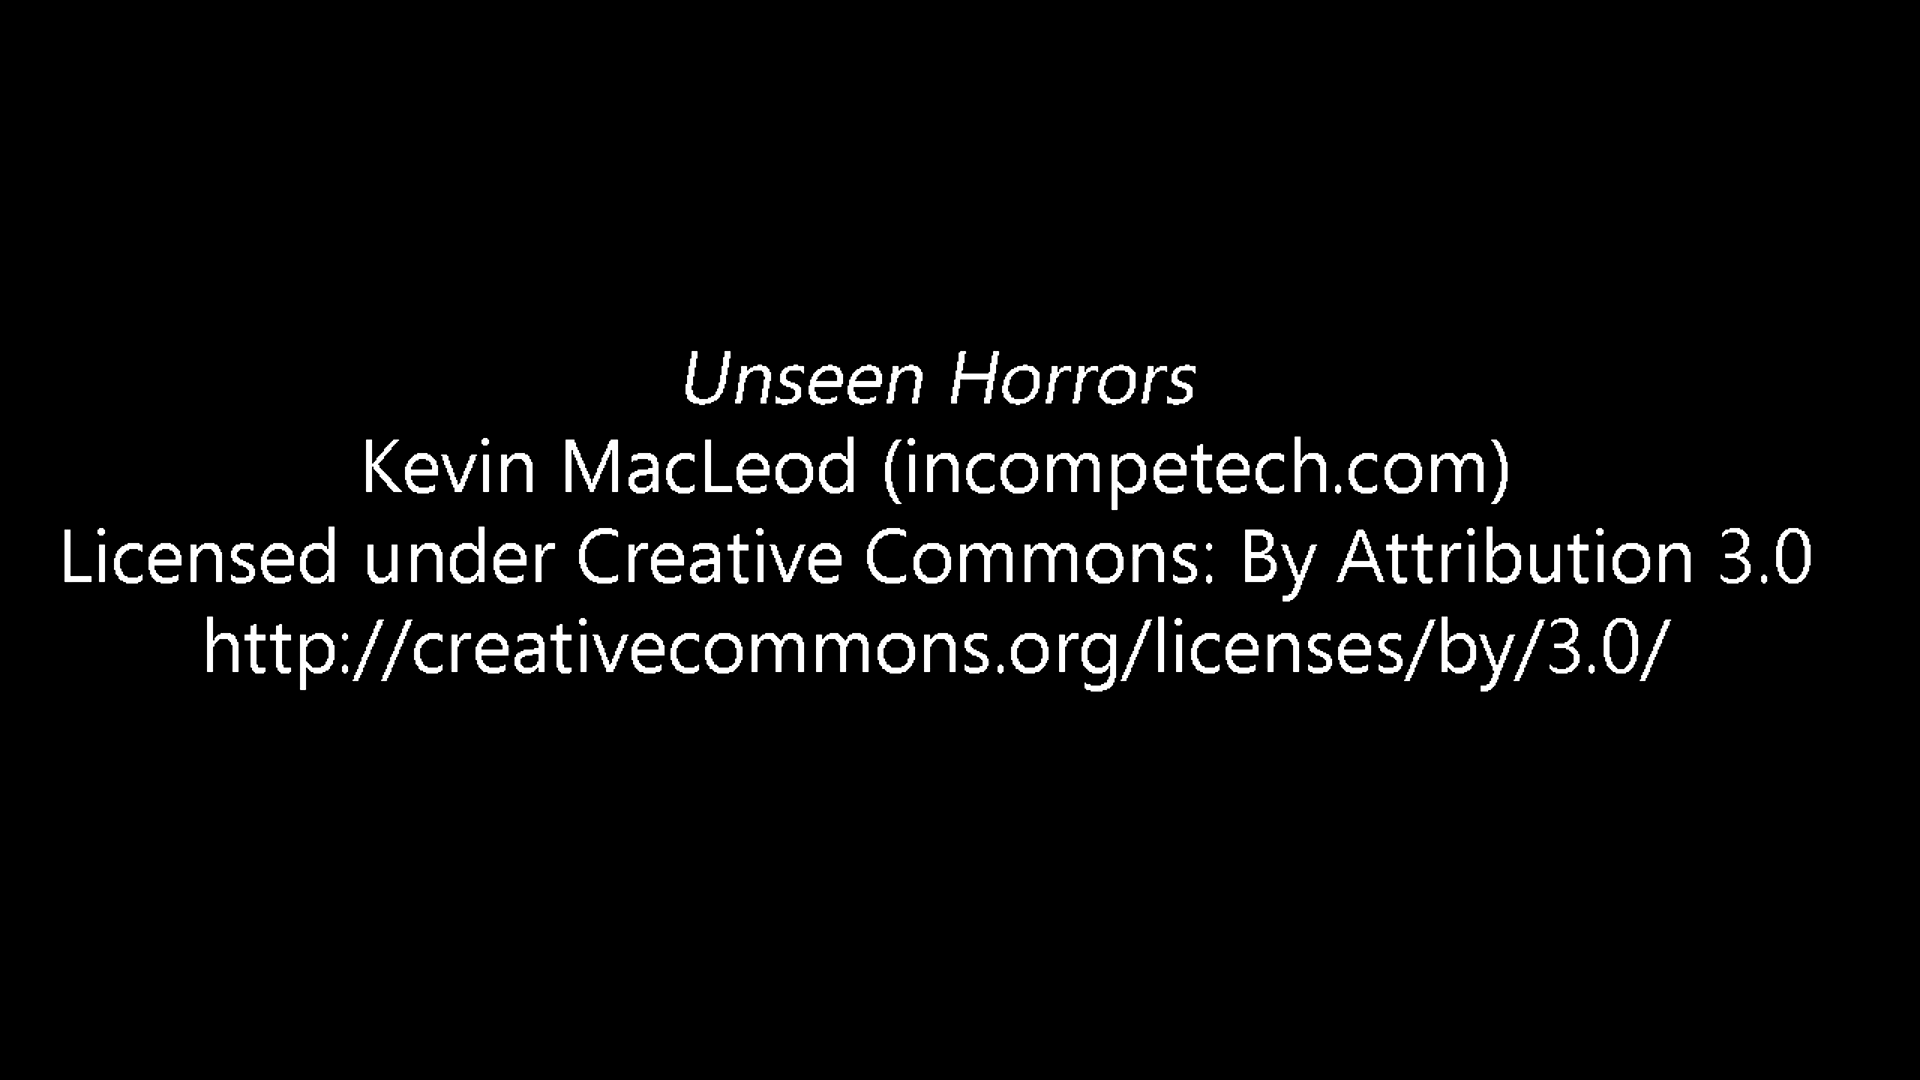 Unseen Horrors
Kevin MacLeod (incompetech.com)
Licensed under Creative Commons: By Attribution 3.0
http://creativecommons.org/licenses/by/3.0/